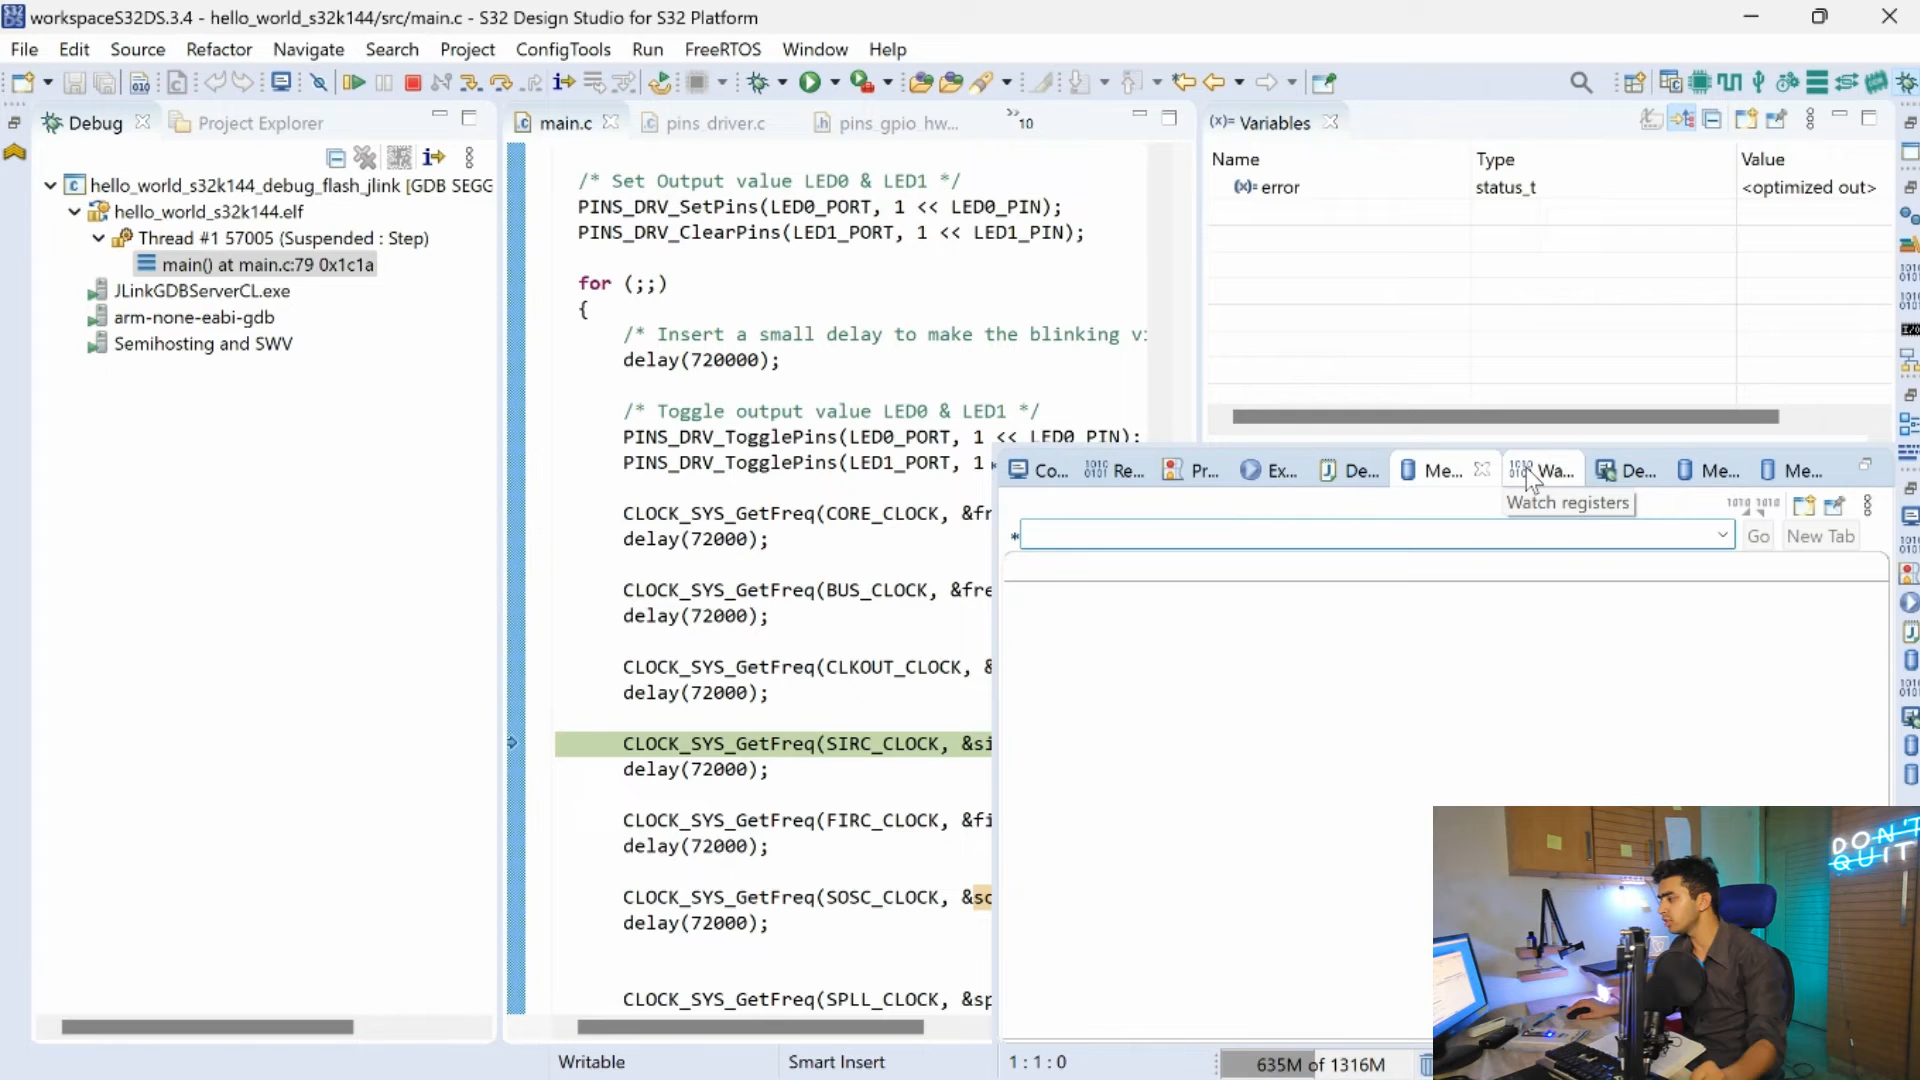 workspaceS32DS.3.4 - hello_world_s32k144/src/main.c - S32 Design Studio for S32 Platform
File Edit Source Refactor Navigate Search Project ConfigTools Run FreeRTOS Window Help
Debug
Project Explorer
hello_world_s32k144_debug_flash_jlink [GDB SEGG
hello_world_s32k144.elf
Thread #1 57005 (Suspended : Step)
main() at main.c:79 0x1c1a
JLinkGDBServerCL.exe
arm-none-eabi-gdb
Semihosting and SWV
main.c
pins_driver.c
pins_gpio_hw...
10
/* Set Output value LED0 & LED1 */
PINS_DRV_SetPins(LED0_PORT, 1 << LED0_PIN);
PINS_DRV_ClearPins(LED1_PORT, 1 << LED1_PIN);
for (;;)
{
/* Insert a small delay to make the blinking vi
delay(720000);
/* Toggle output value LED0 & LED1 */
PINS_DRV_TogglePins(LED0_PORT, 1 << LED0_PIN);
PINS_DRV_TogglePins(LED1_PORT, 1
CLOCK_SYS_GetFreq(CORE_CLOCK, &fr
delay(72000);
CLOCK_SYS_GetFreq(BUS_CLOCK, &fre
delay(72000);
CLOCK_SYS_GetFreq(CLKOUT_CLOCK, &
delay(72000);
CLOCK_SYS_GetFreq(SIRC_CLOCK, &si
delay(72000);
CLOCK_SYS_GetFreq(FIRC_CLOCK, &fi
delay(72000);
CLOCK_SYS_GetFreq(SOSC_CLOCK, &so
delay(72000);
CLOCK_SYS_GetFreq(SPLL_CLOCK, &sp
(x)= Variables
Name Type Value
(x)= error status_t <optimized out>
Co... Re... Pr... Ex... De... Me... Wa... De... Me... Me...
Watch registers
* Go New Tab
Writable Smart Insert 1 : 1 : 0 635M of 1316M
DON'T
QUIT